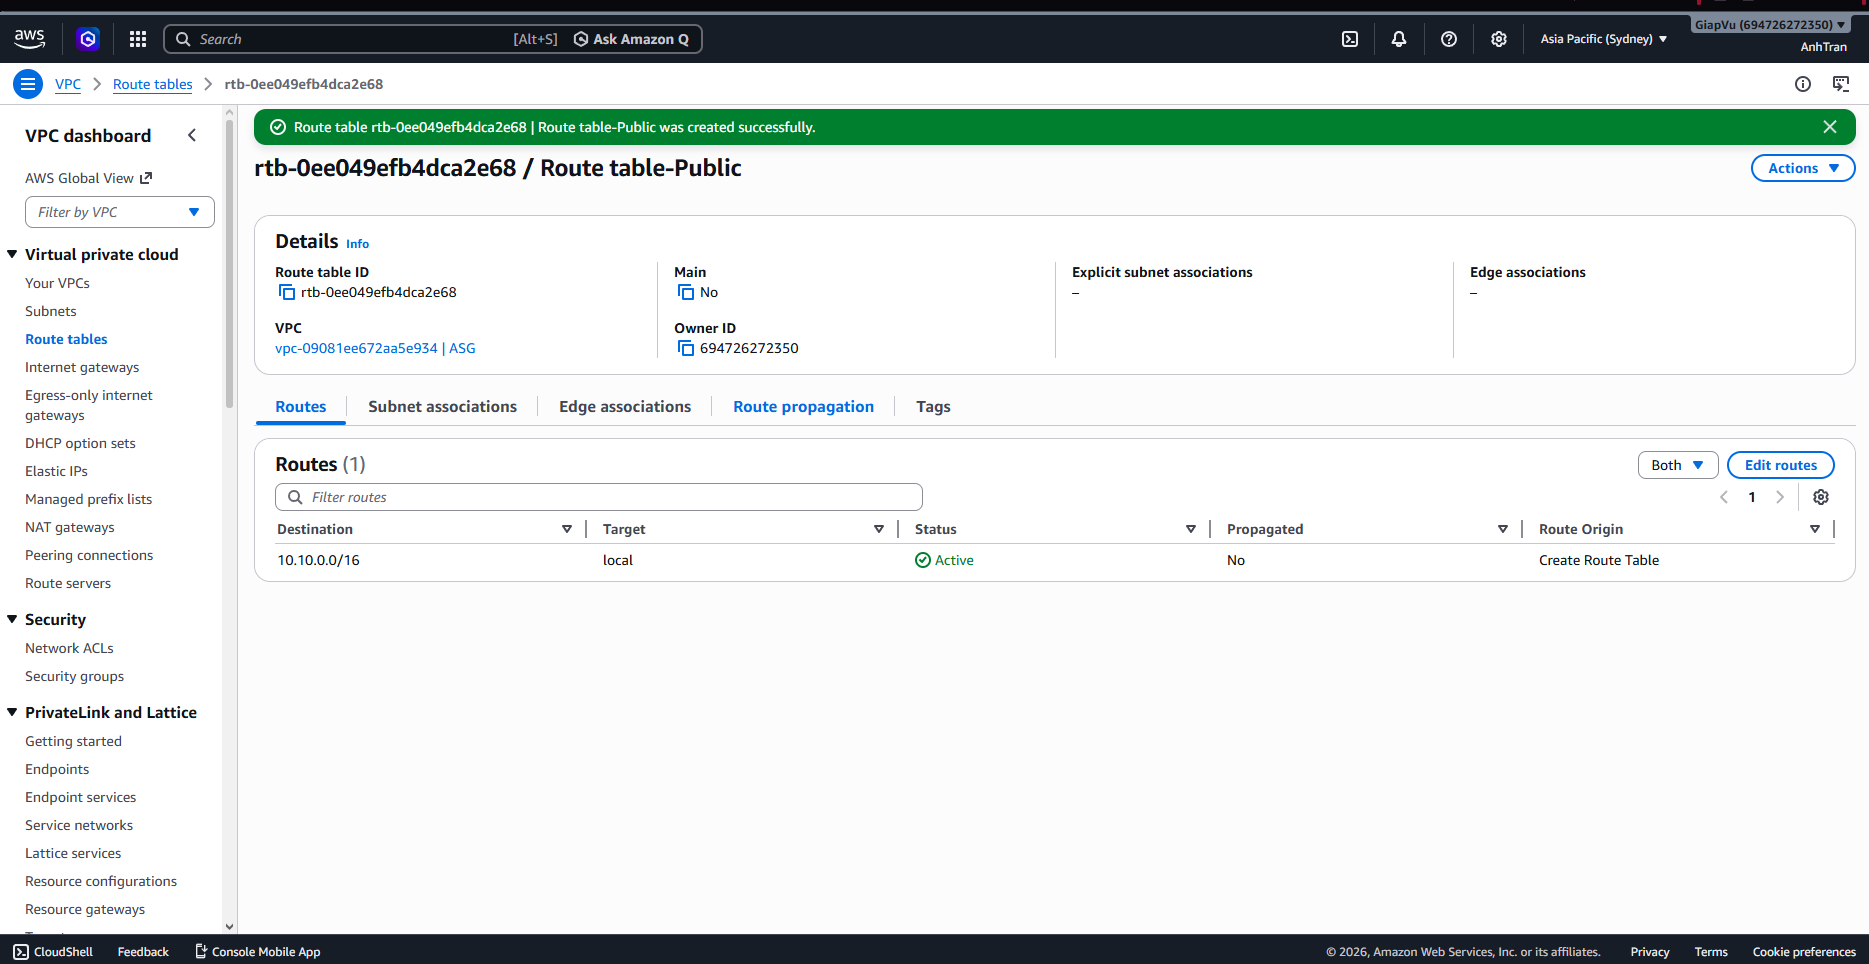 aws
Search [Alt+S] Ask Amazon Q
Asia Pacific (Sydney)
GiapVu (694726272350)
AnhTran
VPC Route tables rtb-0ee049efb4dca2e68
VPC dashboard
AWS Global View
Filter by VPC
Virtual private cloud
Your VPCs
Subnets
Route tables
Internet gateways
Egress-only internet
gateways
DHCP option sets
Elastic IPs
Managed prefix lists
NAT gateways
Peering connections
Route servers
Security
Network ACLs
Security groups
PrivateLink and Lattice
Getting started
Endpoints
Endpoint services
Service networks
Lattice services
Resource configurations
Resource gateways
Route table rtb-0ee049efb4dca2e68 | Route table-Public was created successfully.
rtb-0ee049efb4dca2e68 / Route table-Public
Actions
Details Info
Route table ID
rtb-0ee049efb4dca2e68
VPC
vpc-09081ee672aa5e934 | ASG
Main
No
Owner ID
694726272350
Explicit subnet associations
–
Edge associations
–
Routes Subnet associations Edge associations Route propagation Tags
Routes (1)
Both Edit routes
Filter routes
1
Destination Target Status Propagated Route Origin
10.10.0.0/16 local Active No Create Route Table
CloudShell Feedback Console Mobile App
© 2026, Amazon Web Services, Inc. or its affiliates. Privacy Terms Cookie preferences